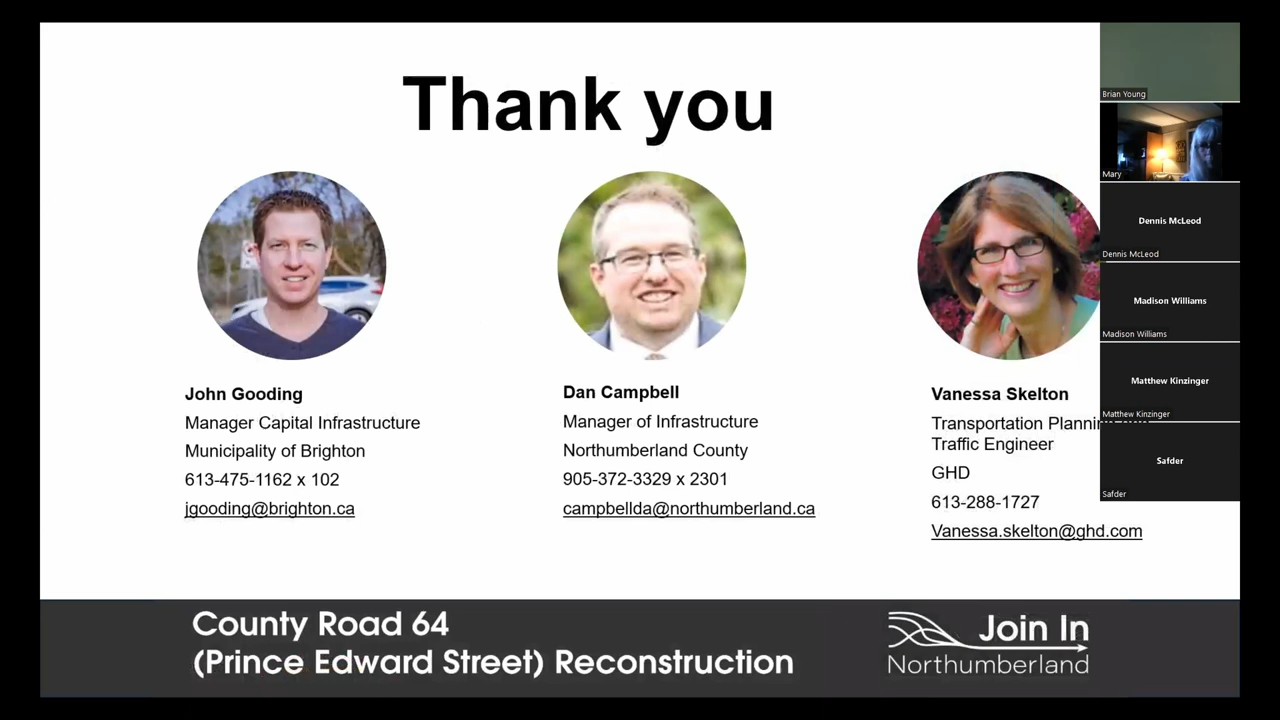 Thank you
John Gooding
Manager Capital Infrastructure
Municipality of Brighton
613-475-1162 x 102
jgooding@brighton.ca
Dan Campbell
Manager of Infrastructure
Northumberland County
905-372-3329 x 2301
campbellda@northumberland.ca
Vanessa Skelton
Transportation
Traffic Engineer
GHD
613-288-1727
Vanessa.skelton@ghd.com
Brian Young
Mary
Dennis McLeod
Dennis McLeod
Madison Williams
Madison Williams
Matthew Kinzinger
Matthew Kinzinger
Safder
Safder
County Road 64
(Prince Edward Street) Reconstruction
Join In
Northumberland